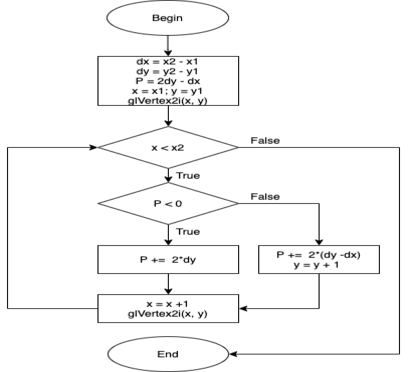 Begin
dx = x2 - x1
dy = y2 - y1
P = 2dy - dx
x = x1; y = y1
glVertex2i(x, y)
x < x2
False
True
P < 0
False
True
P += 2*dy
P += 2*(dy -dx)
y = y + 1
x = x +1
glVertex2i(x, y)
End